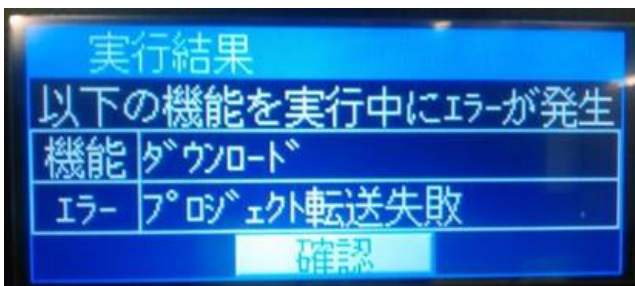 実行結果
以下の機能を実行中にｴﾗｰが発生
機能 ﾀﾞｳﾝﾛｰﾄﾞ
ｴﾗｰ ﾌﾟﾛｼﾞｪｸﾄ転送失敗
確認